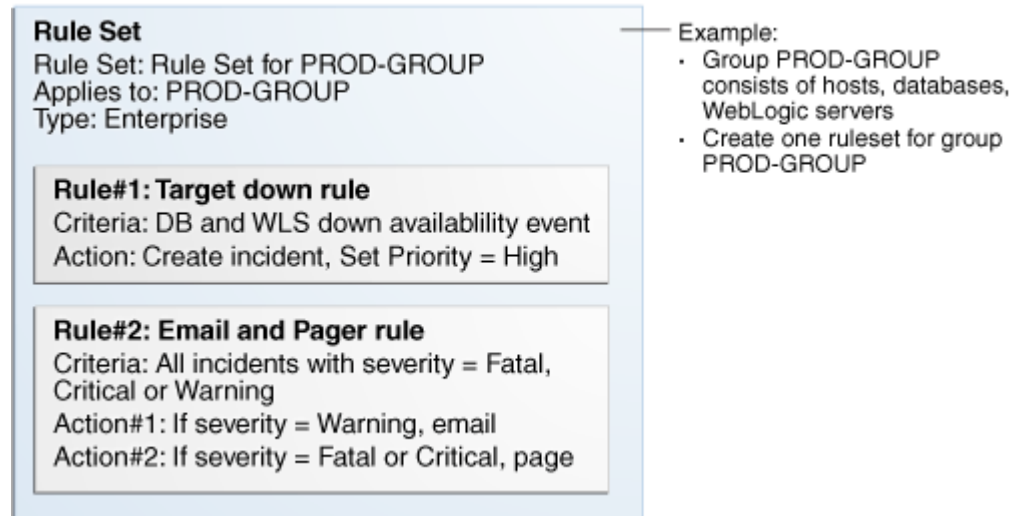 Rule Set
Rule Set: Rule Set for PROD-GROUP
Applies to: PROD-GROUP
Type: Enterprise
Rule#1: Target down rule
Criteria: DB and WLS down availablility event
Action: Create incident, Set Priority = High
Rule#2: Email and Pager rule
Criteria: All incidents with severity = Fatal,
Critical or Warning
Action#1: If severity = Warning, email
Action#2: If severity = Fatal or Critical, page
Example:
· Group PROD-GROUP
consists of hosts, databases,
WebLogic servers
· Create one ruleset for group
PROD-GROUP